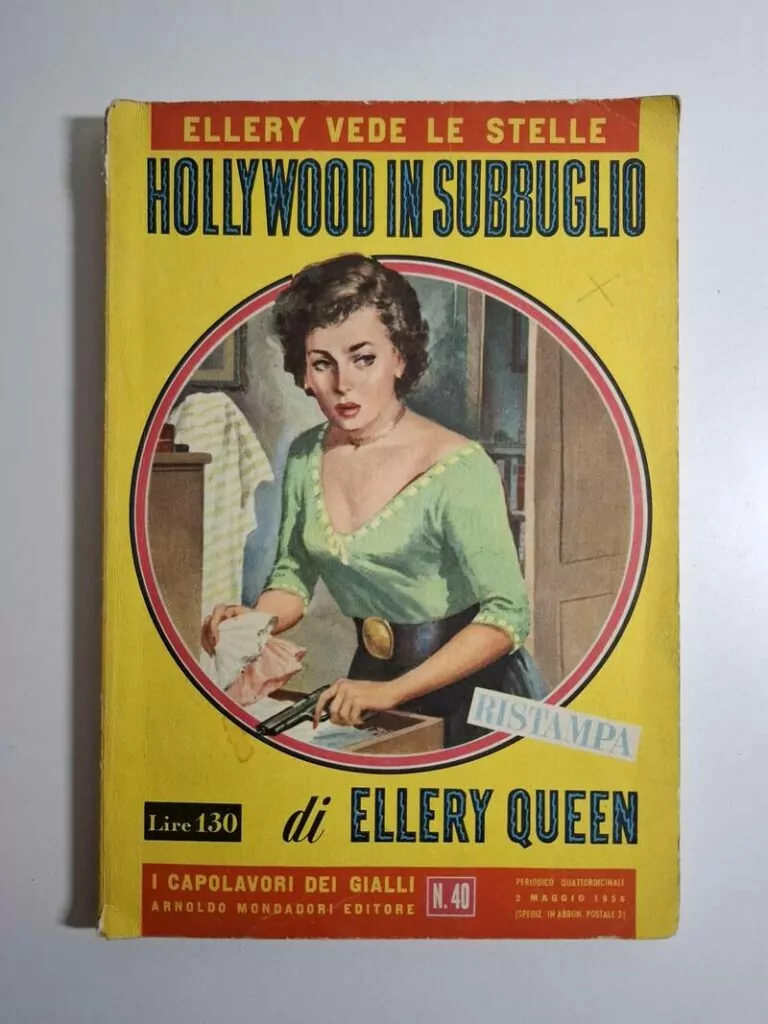 ELLERY VEDE LE STELLE
HOLLYWOOD IN SUBBUGLIO
RISTAMPA
Lire 130
di ELLERY QUEEN
I CAPOLAVORI DEI GIALLI
ARNOLDO MONDADORI EDITORE
N. 40
PERIODICO QUATTORDICINALE
2 MAGGIO 1956
(SPEDIZ. IN ABBON. POSTALE 2)